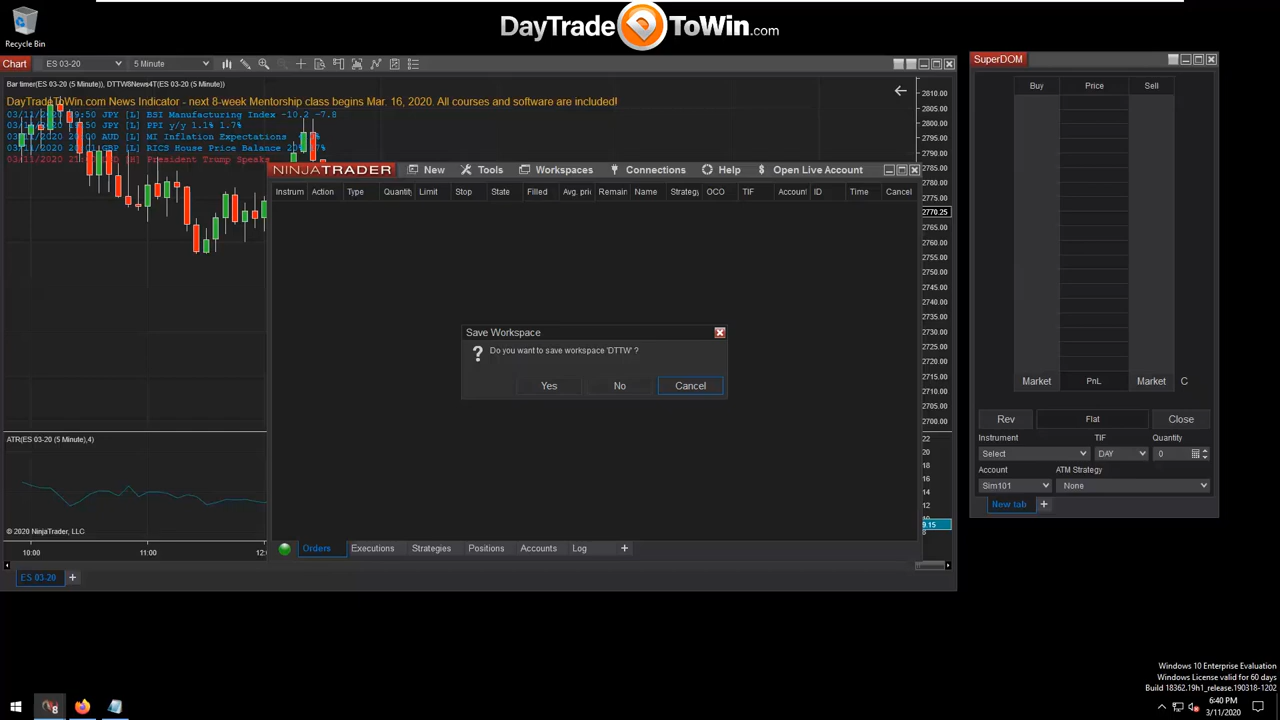 DayTradeToWin.com
Recycle Bin
Chart
ES 03-20
5 Minute
Bar timer(ES 03-20 (5 Minute)), DTTW8News4T(ES 03-20 (5 Minute))
DayTradeToWin.com News Indicator - next 8-week Mentorship class begins Mar. 16, 2020. All courses and software are included!
JPY [L] BSI Manufacturing Index -10.2 -7.8
JPY [L] PPI y/y 1.1% 1.7%
AUD [L] MI Inflation Expectations
[L] RICS House Price Balance
President Trump Speaks
2810.00
2805.00
2800.00
2795.00
2790.00
2785.00
2780.00
2775.00
2770.25
2765.00
2760.00
2755.00
2750.00
2745.00
2740.00
2735.00
2730.00
2725.00
2720.00
2715.00
2710.00
2705.00
2700.00
22
20
18
16
14
12
9.15
8
ATR(ES 03-20 (5 Minute),4)
© 2020 NinjaTrader, LLC
10:00
11:00
ES 03-20
+
NINJATRADER
New
Tools
Workspaces
Connections
Help
$ Open Live Account
Instrum Action Type Quantity Limit Stop State Filled Avg. pri Remain Name Strategy OCO TIF Account ID Time Cancel
Save Workspace
Do you want to save workspace 'DTTW' ?
Yes
No
Cancel
Orders
Executions
Strategies
Positions
Accounts
Log
+
SuperDOM
Buy Price Sell
Market PnL Market C
Rev Flat Close
Instrument TIF Quantity
Select DAY 0
Account ATM Strategy
Sim101 None
New tab +
Windows 10 Enterprise Evaluation
Windows License valid for 60 days
Build 18362.19h1_release.190318-1202
6:40 PM
3/11/2020